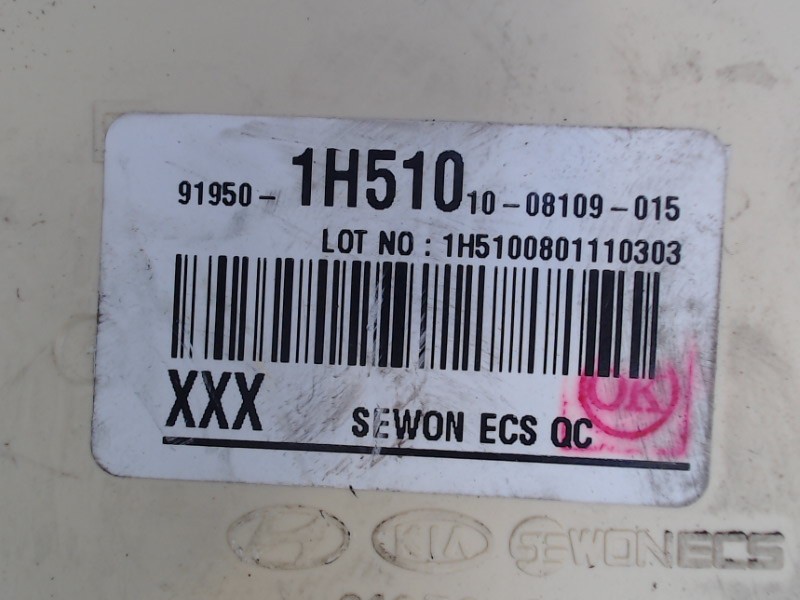 91950- 1H510 10-08109-015
LOT NO : 1H5100801110303
XXX SEWON ECS QC
OK
KIA SEWONECS